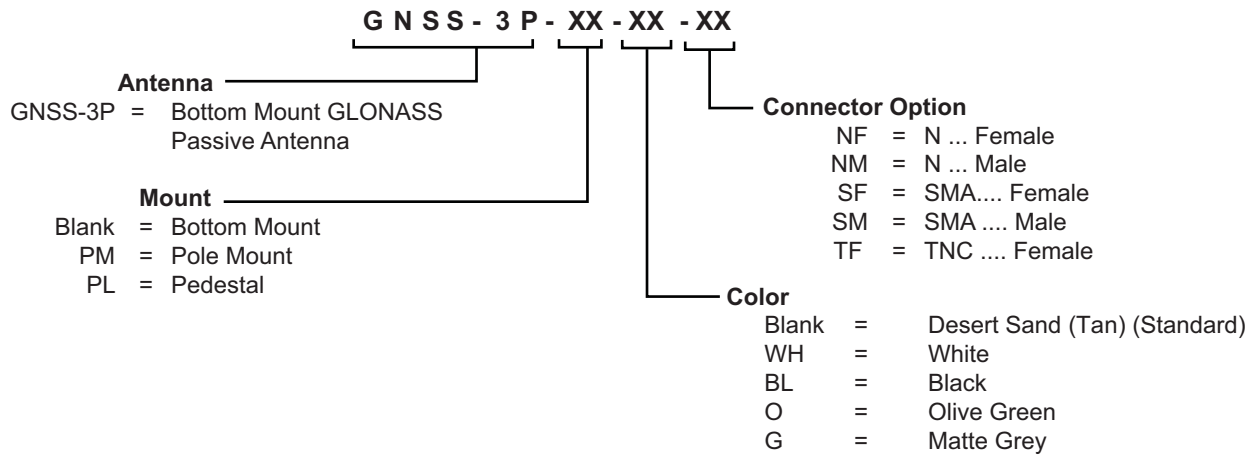 GNSS-3P-XX-XX-XX
Antenna
GNSS-3P = Bottom Mount GLONASS
Passive Antenna
Mount
Blank = Bottom Mount
PM = Pole Mount
PL = Pedestal
Connector Option
NF = N ... Female
NM = N ... Male
SF = SMA.... Female
SM = SMA .... Male
TF = TNC .... Female
Color
Blank = Desert Sand (Tan) (Standard)
WH = White
BL = Black
O = Olive Green
G = Matte Grey